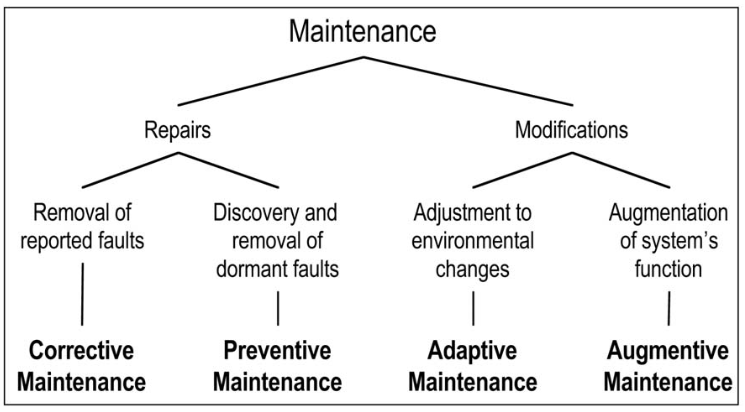 Maintenance
Repairs
Modifications
Removal of
reported faults
Discovery and
removal of
dormant faults
Adjustment to
environmental
changes
Augmentation
of system's
function
Corrective
Maintenance
Preventive
Maintenance
Adaptive
Maintenance
Augmentive
Maintenance